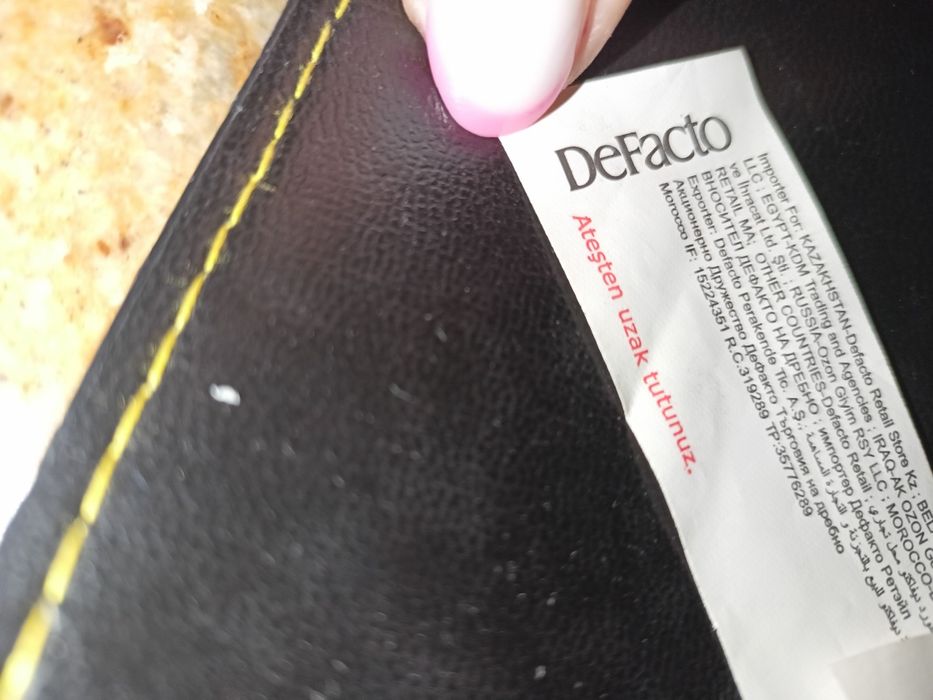 DeFacto
Ateşten uzak tutunuz.
Importer For: KAZAKHSTAN-Defacto Retail Store Kz ;
LLC ; EGYPT-KDM Trading and Agencies ; IRAQ-AK OZON
ve İhracat Ltd. Şti. ; RUSSIA-Ozon Giyim RSY LLC ; MOROCCO-
RETAIL MA; OTHER COUNTRIES-Defacto Retail ;
ВНОСИТЕЛ ДЕФАКТО НА ДРЕБНО ; импортер Дефакто Ретэйл
Exporter: Defacto Perakende Tic. A.Ş.;
Акционерно Дружество Дефакто Търговия на дребно
Morocco IF: 15224351 R.C.319289 TP:35776289